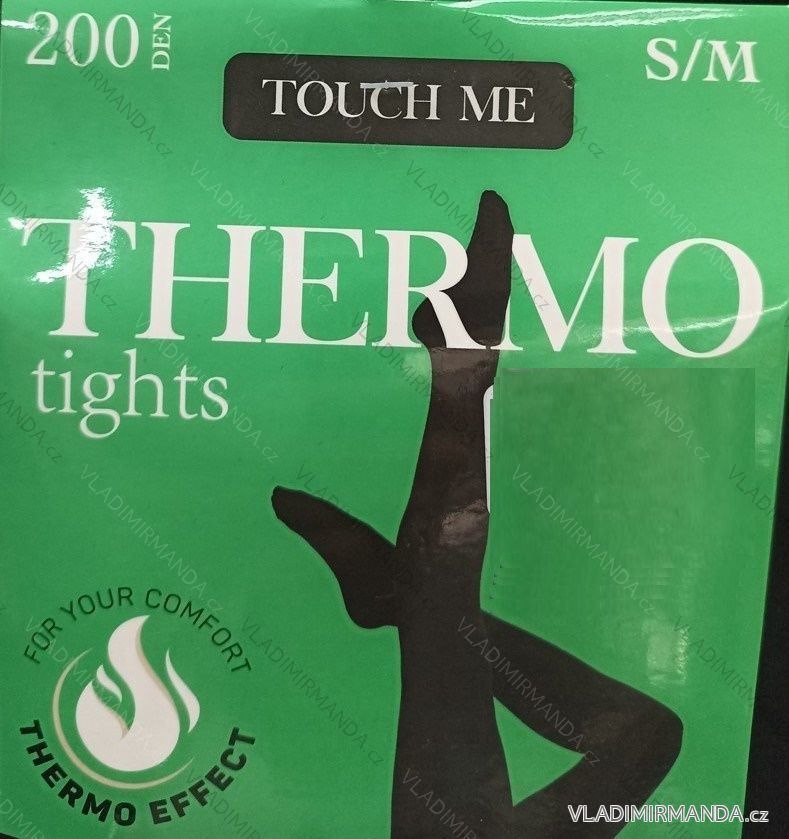 200 DEN
S/M
TOUCH ME
THERMO
tights
FOR YOUR COMFORT
THERMO EFFECT
VLADIMIRMANDA.cz